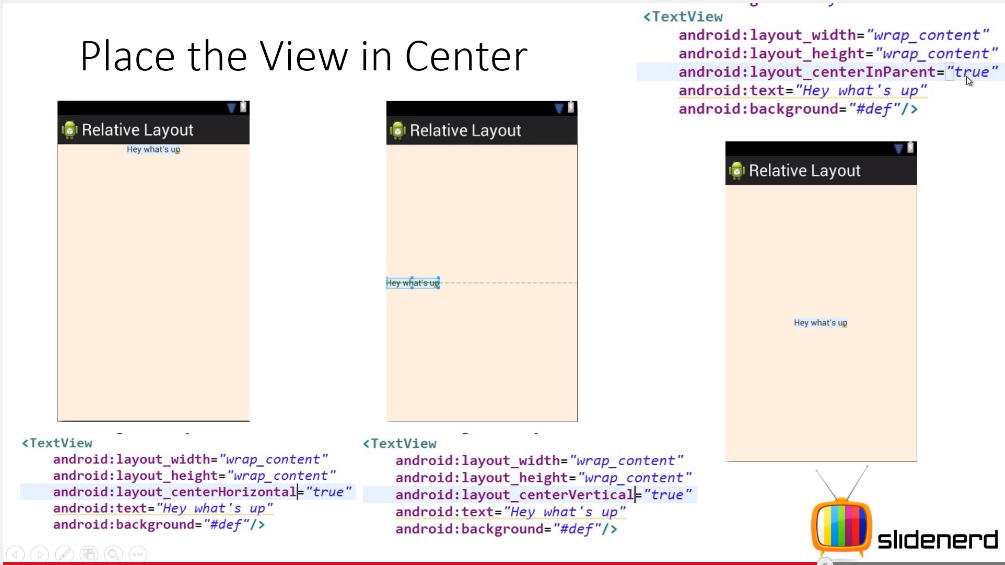 Place the View in Center
<TextView
android:layout_width="wrap_content"
android:layout_height="wrap_content"
android:layout_centerInParent="true"
android:text="Hey what's up"
android:background="#def"/>
Relative Layout
Hey what's up
Relative Layout
Hey what's up
Relative Layout
Hey what's up
<TextView
android:layout_width="wrap_content"
android:layout_height="wrap_content"
android:layout_centerHorizontal="true"
android:text="Hey what's up"
android:background="#def"/>
<TextView
android:layout_width="wrap_content"
android:layout_height="wrap_content"
android:layout_centerVertical="true"
android:text="Hey what's up"
android:background="#def"/>
slidenerd